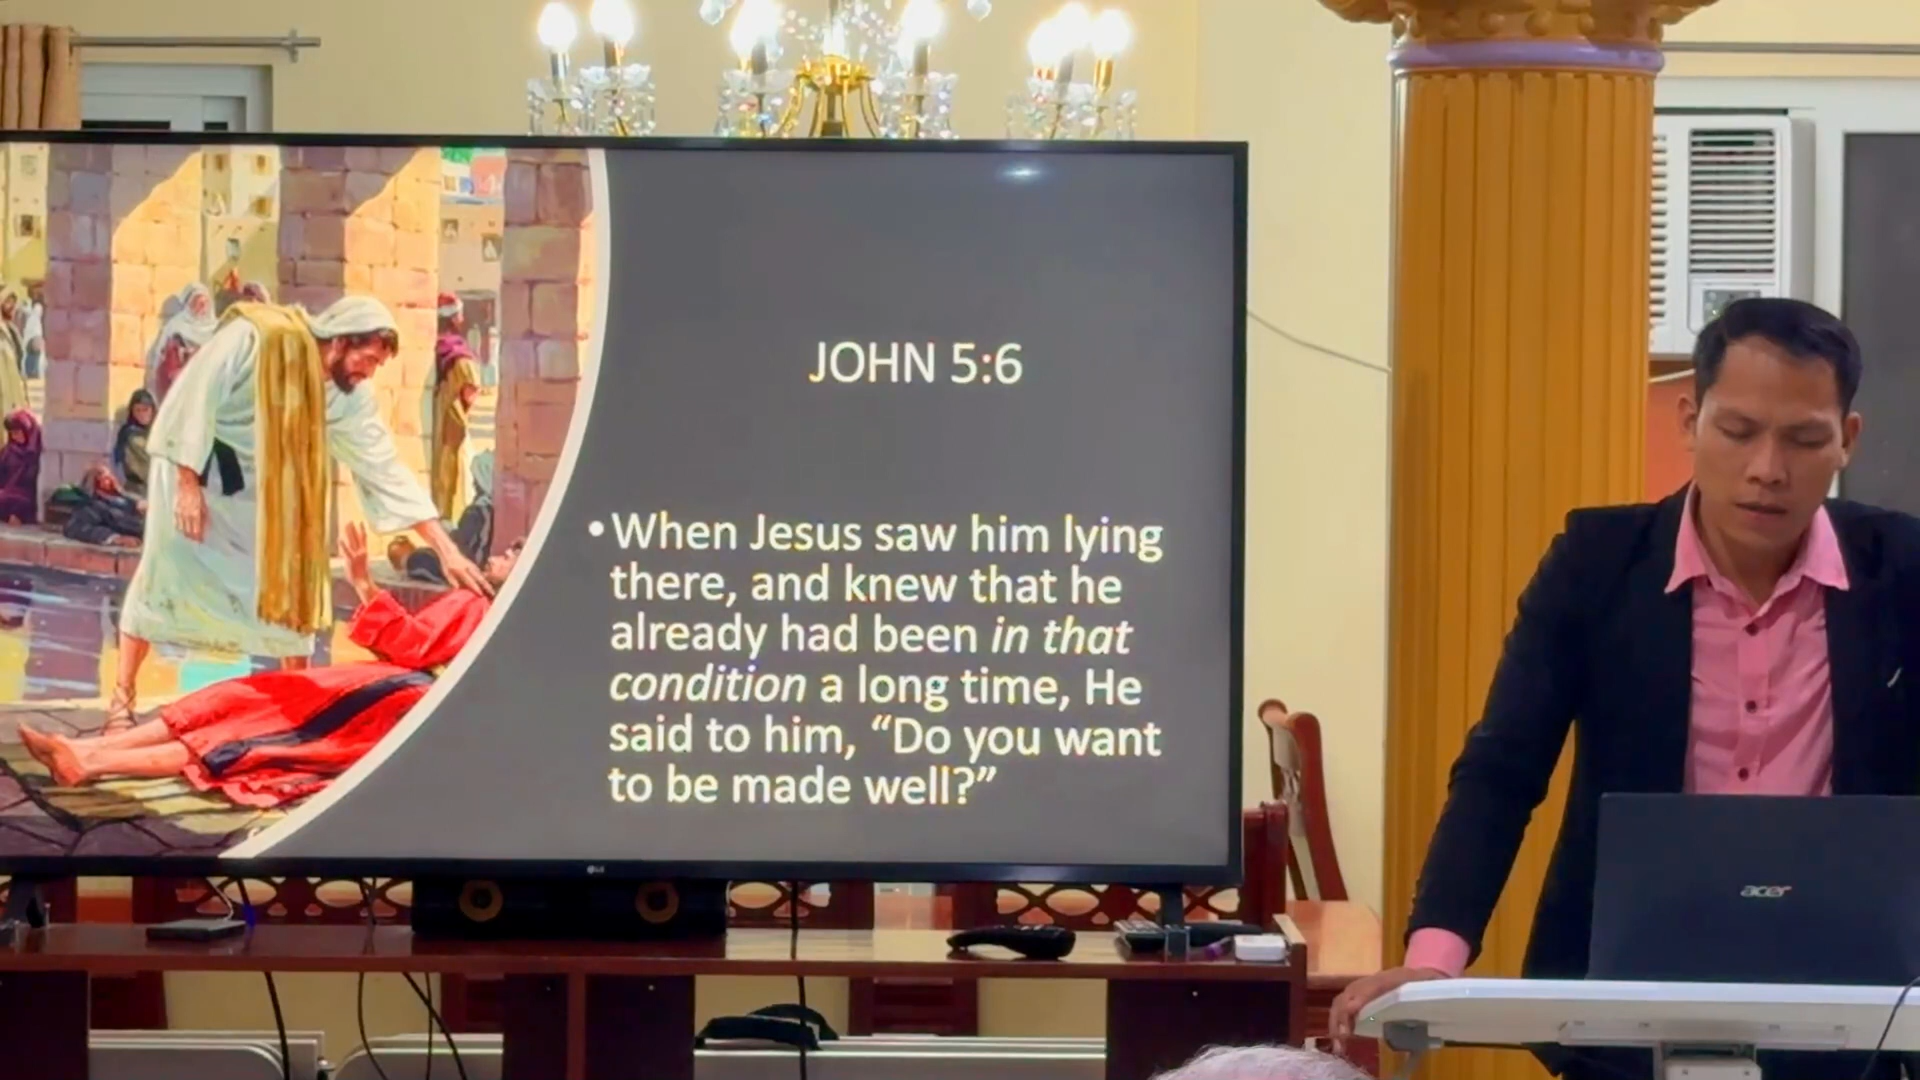 JOHN 5:6
•When Jesus saw him lying
there, and knew that he
already had been in that
condition a long time, He
said to him, “Do you want
to be made well?”
LG
acer